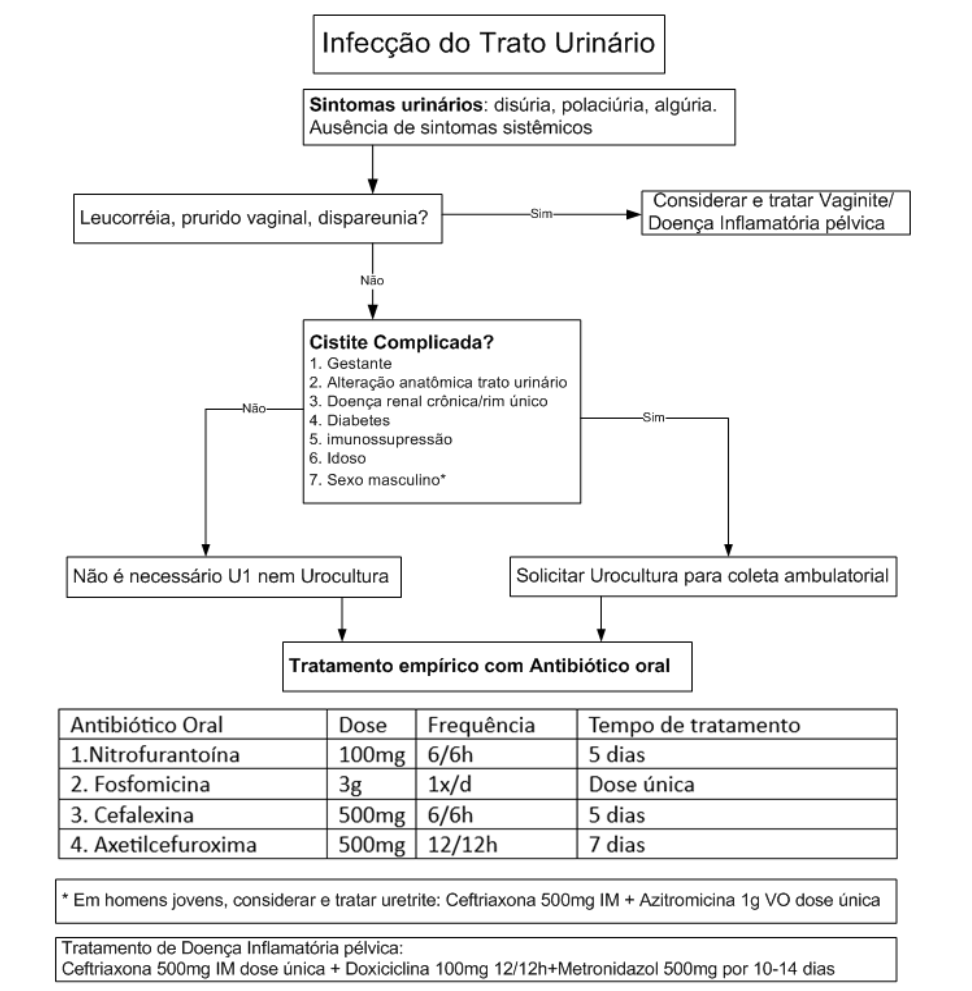 Infecção do Trato Urinário
Sintomas urinários: disúria, polaciúria, algúria.
Ausência de sintomas sistêmicos
Leucorréia, prurido vaginal, dispareunia?
Sim
Considerar e tratar Vaginite/
Doença Inflamatória pélvica
Não
Cistite Complicada?
1. Gestante
2. Alteração anatômica trato urinário
3. Doença renal crônica/rim único
4. Diabetes
5. imunossupressão
6. Idoso
7. Sexo masculino*
Não
Sim
Não é necessário U1 nem Urocultura
Solicitar Urocultura para coleta ambulatorial
Tratamento empírico com Antibiótico oral
Antibiótico Oral Dose Frequência Tempo de tratamento
1.Nitrofurantoína 100mg 6/6h 5 dias
2. Fosfomicina 3g 1x/d Dose única
3. Cefalexina 500mg 6/6h 5 dias
4. Axetilcefuroxima 500mg 12/12h 7 dias
* Em homens jovens, considerar e tratar uretrite: Ceftriaxona 500mg IM + Azitromicina 1g VO dose única
Tratamento de Doença Inflamatória pélvica:
Ceftriaxona 500mg IM dose única + Doxiciclina 100mg 12/12h+Metronidazol 500mg por 10-14 dias